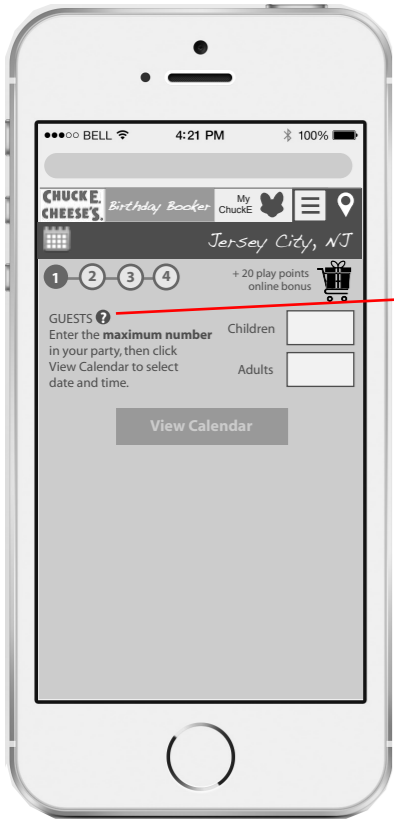 BELL 4:21 PM 100%
CHUCK E.
CHEESE'S. Birthday Booker My
ChuckE
Jersey City, NJ
1 2 3 4 + 20 play points
online bonus
GUESTS ?
Enter the maximum number
in your party, then click
View Calendar to select
date and time.
Children
Adults
View Calendar